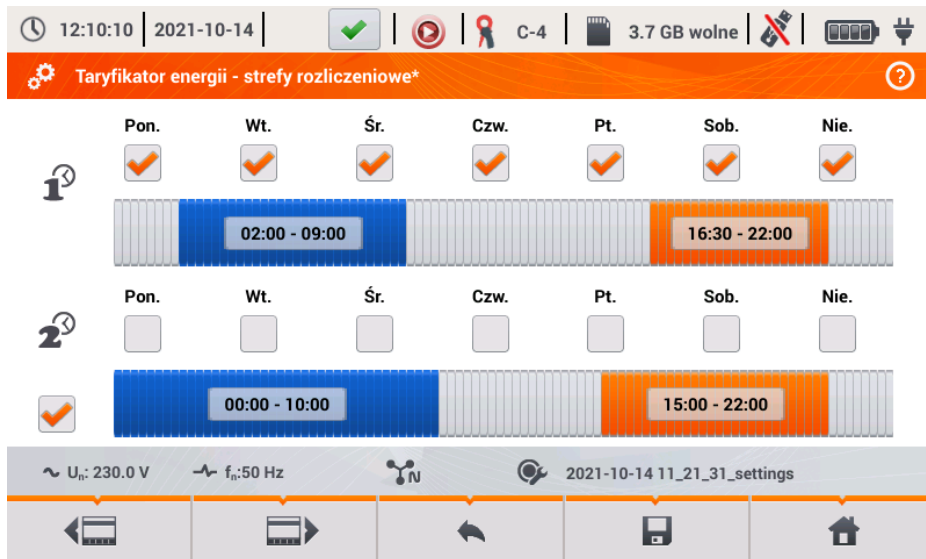 12:10:10 2021-10-14 C-4 3.7 GB wolne
Taryfikator energii - strefy rozliczeniowe* ?
Pon. Wt. Śr. Czw. Pt. Sob. Nie.
1
02:00 - 09:00 16:30 - 22:00
Pon. Wt. Śr. Czw. Pt. Sob. Nie.
2
00:00 - 10:00 15:00 - 22:00
Un: 230.0 V fn:50 Hz N 2021-10-14 11_21_31_settings